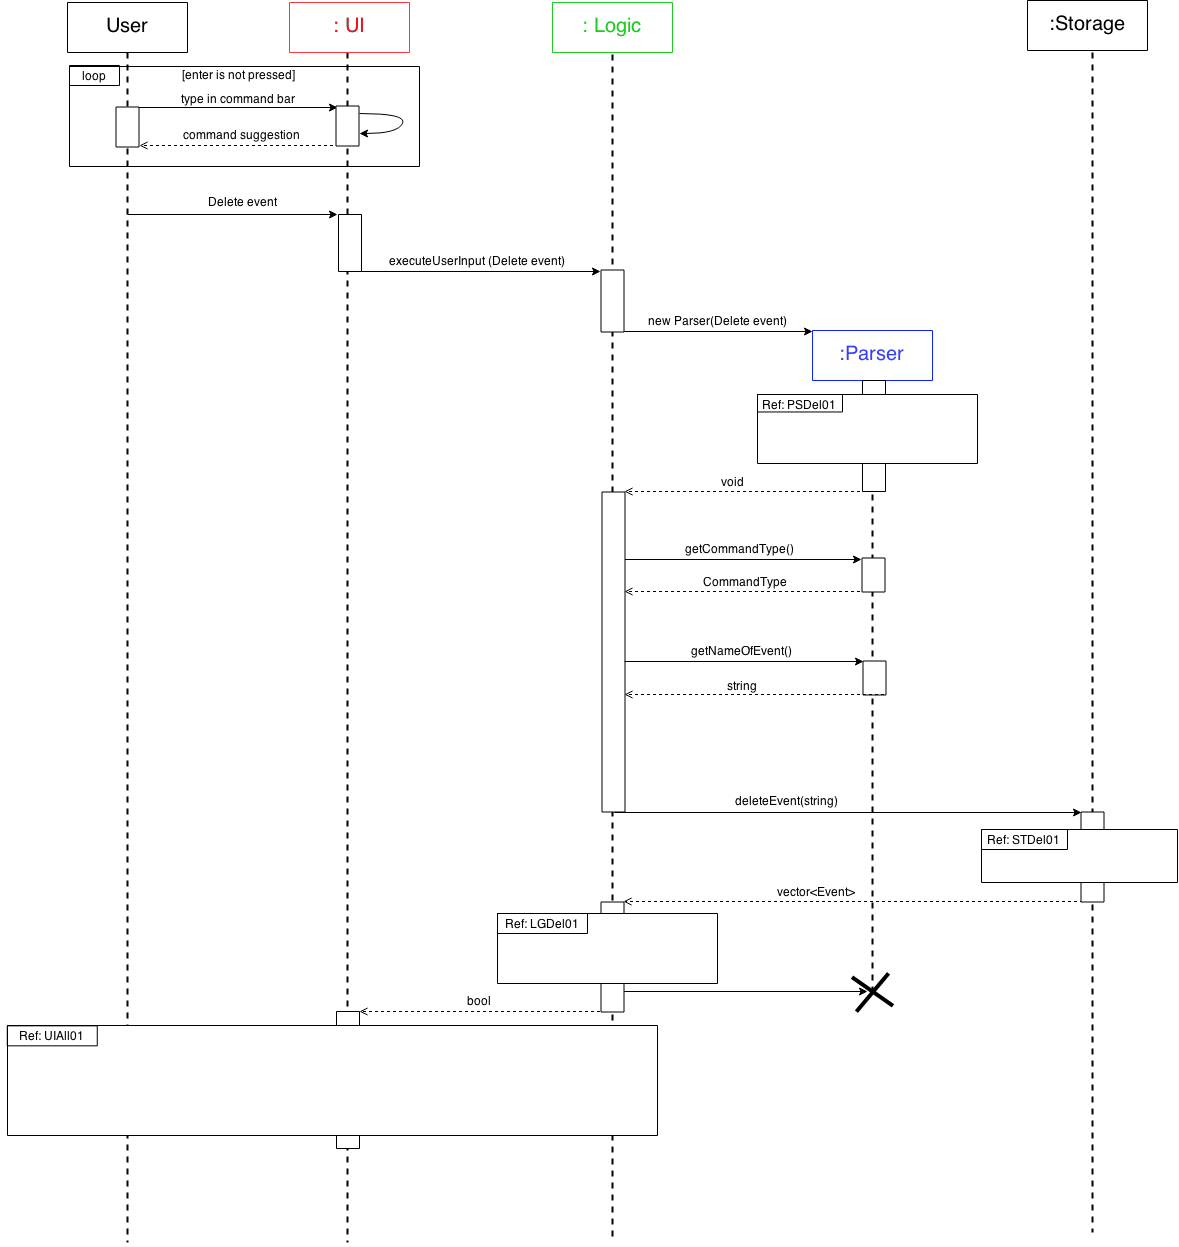 User
: UI
: Logic
:Storage
loop
[enter is not pressed]
type in command bar
command suggestion
Delete event
executeUserInput (Delete event)
new Parser(Delete event)
:Parser
Ref: PSDel01
void
getCommandType()
CommandType
getNameOfEvent()
string
deleteEvent(string)
Ref: STDel01
vector<Event>
Ref: LGDel01
bool
Ref: UIAll01